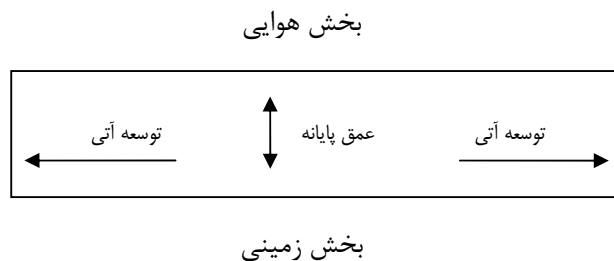 بخش هوایی
توسعه آتی
عمق پایانه
توسعه آتی
بخش زمینی